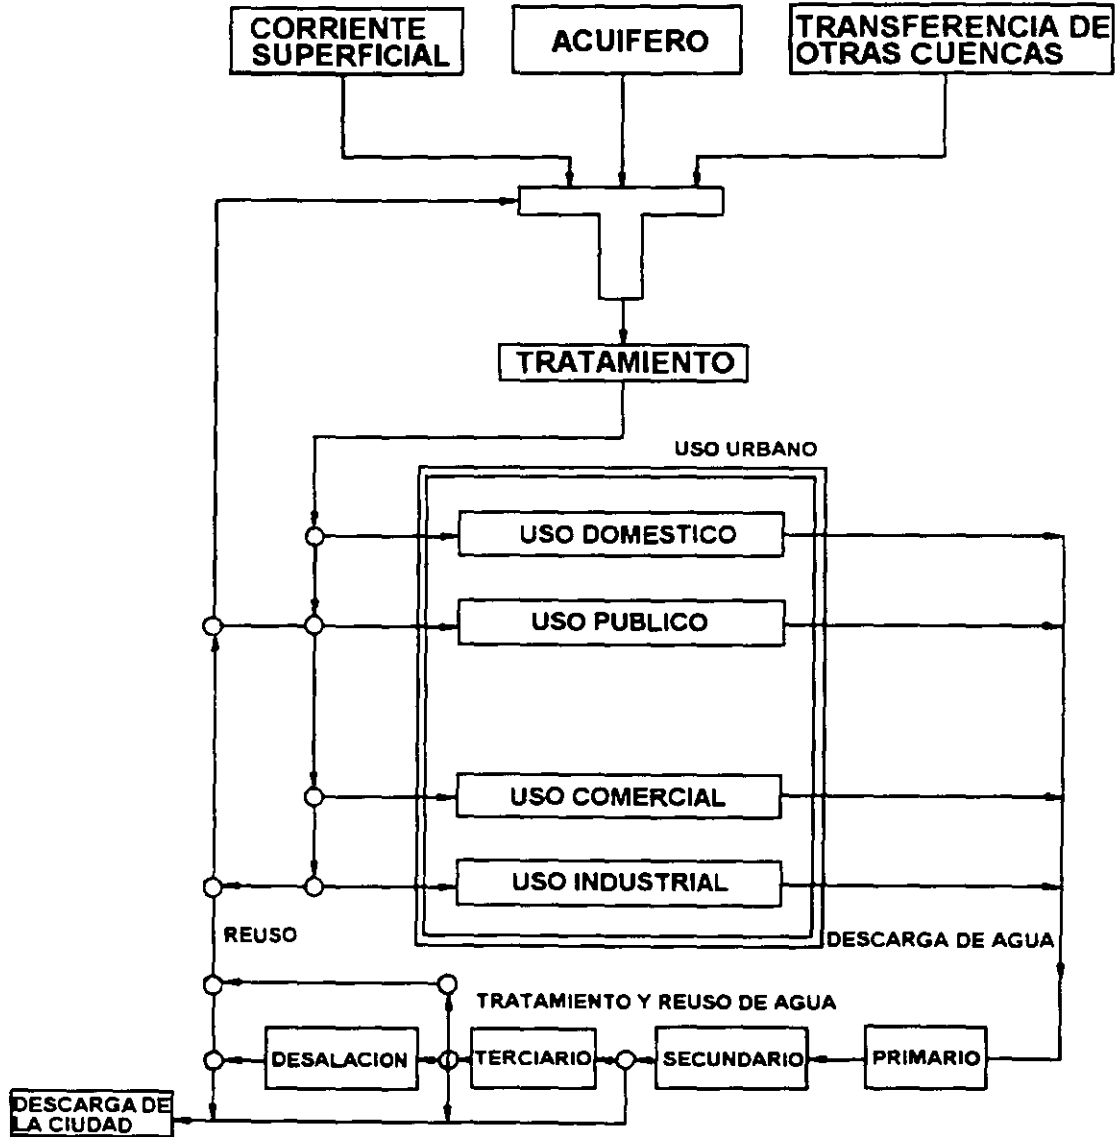 CORRIENTE
SUPERFICIAL
ACUIFERO
TRANSFERENCIA DE
OTRAS CUENCAS
TRATAMIENTO
USO URBANO
USO DOMESTICO
USO PUBLICO
USO COMERCIAL
USO INDUSTRIAL
REUSO
DESCARGA DE AGUA
TRATAMIENTO Y REUSO DE AGUA
DESALACION
TERCIARIO
SECUNDARIO
PRIMARIO
DESCARGA DE
LA CIUDAD